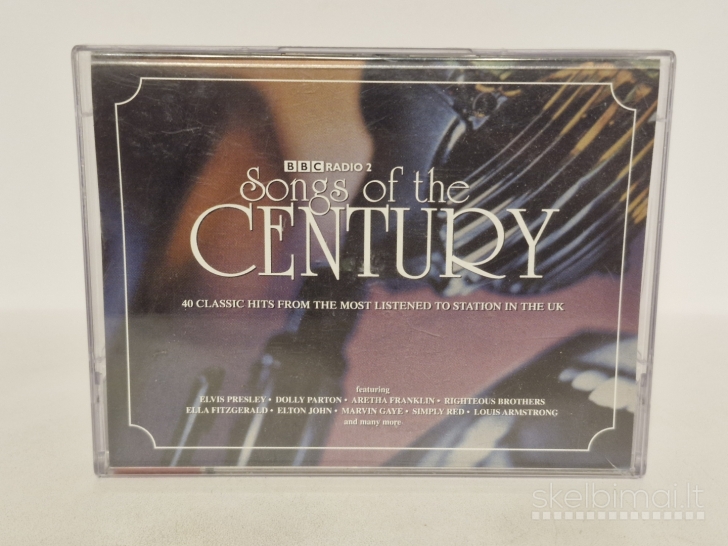 BBC RADIO 2
Songs of the
CENTURY
40 CLASSIC HITS FROM THE MOST LISTENED TO STATION IN THE UK
featuring
ELVIS PRESLEY • DOLLY PARTON • ARETHA FRANKLIN • RIGHTEOUS BROTHERS
ELLA FITZGERALD • ELTON JOHN • MARVIN GAYE • SIMPLY RED • LOUIS ARMSTRONG
and many more
skelbimai.lt